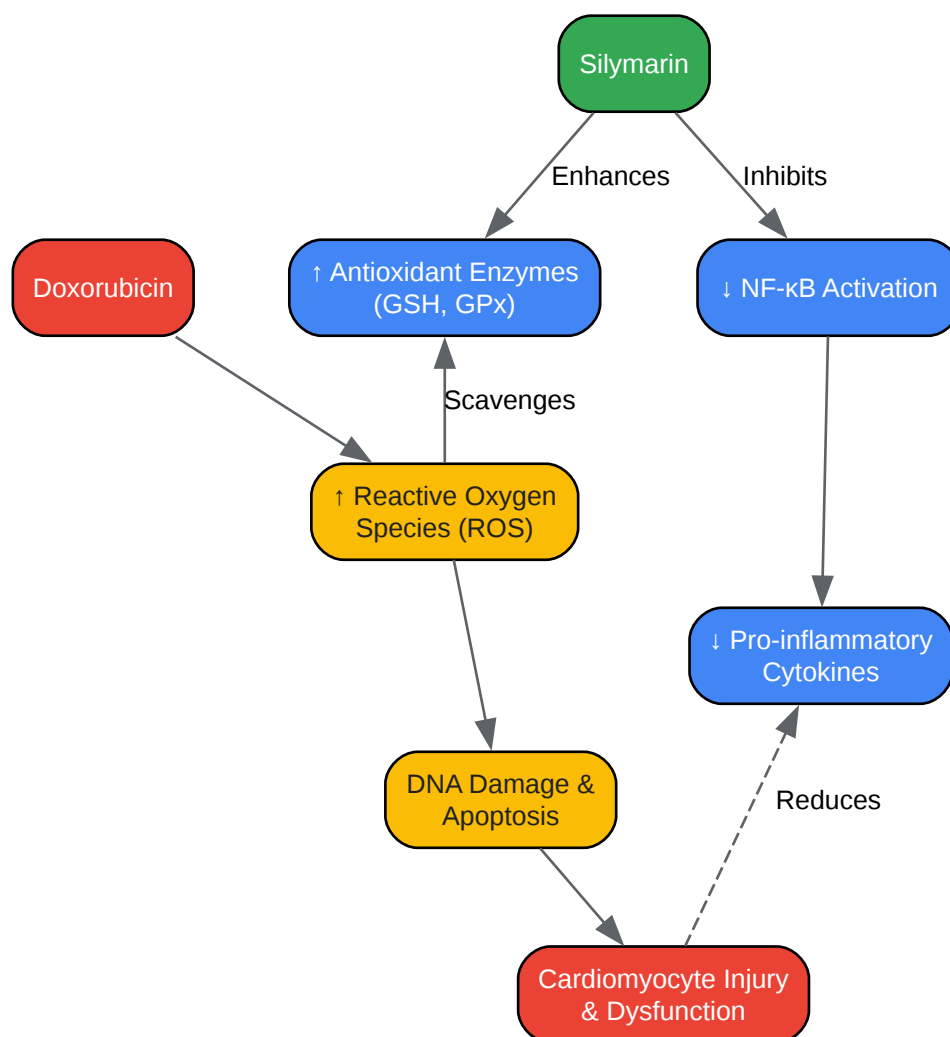 Silymarin
Enhances
Inhibits
Doxorubicin
↑ Antioxidant Enzymes
(GSH, GPx)
↓ NF-κB Activation
Scavenges
↑ Reactive Oxygen
Species (ROS)
↓ Pro-inflammatory
Cytokines
DNA Damage &
Apoptosis
Reduces
Cardiomyocyte Injury
& Dysfunction